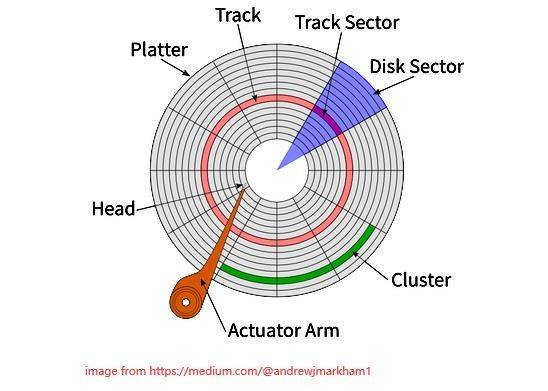 Track
Track Sector
Platter
Disk Sector
Head
Cluster
Actuator Arm
image from https://medium.com/@andrewjmarkham1